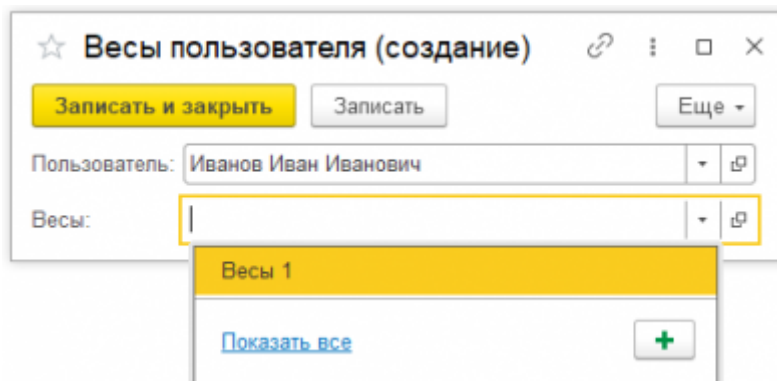 Весы пользователя (создание)
Записать и закрыть Записать Еще
Пользователь: Иванов Иван Иванович
Весы:
Весы 1
Показать все